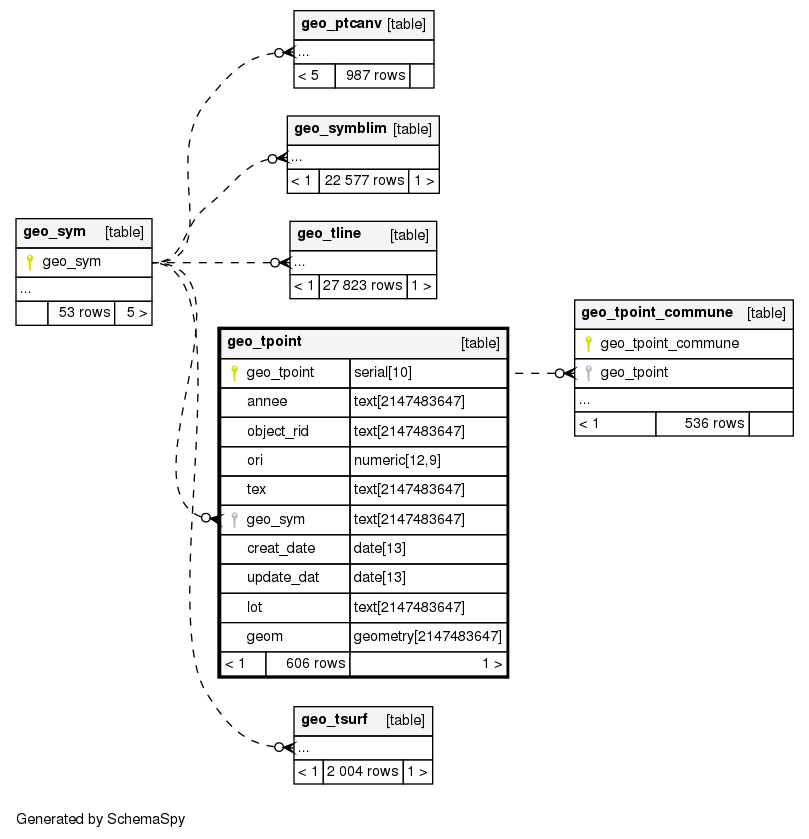 geo_ptcanv [table]
...
< 5 987 rows
geo_symblim [table]
...
< 1 22 577 rows 1 >
geo_sym [table]
geo_sym
...
53 rows 5 >
geo_tline [table]
...
< 1 27 823 rows 1 >
geo_tpoint [table]
geo_tpoint serial[10]
annee text[2147483647]
object_rid text[2147483647]
ori numeric[12,9]
tex text[2147483647]
geo_sym text[2147483647]
creat_date date[13]
update_dat date[13]
lot text[2147483647]
geom geometry[2147483647]
< 1 606 rows 1 >
geo_tpoint_commune [table]
geo_tpoint_commune
geo_tpoint
...
< 1 536 rows
geo_tsurf [table]
...
< 1 2 004 rows 1 >
Generated by SchemaSpy